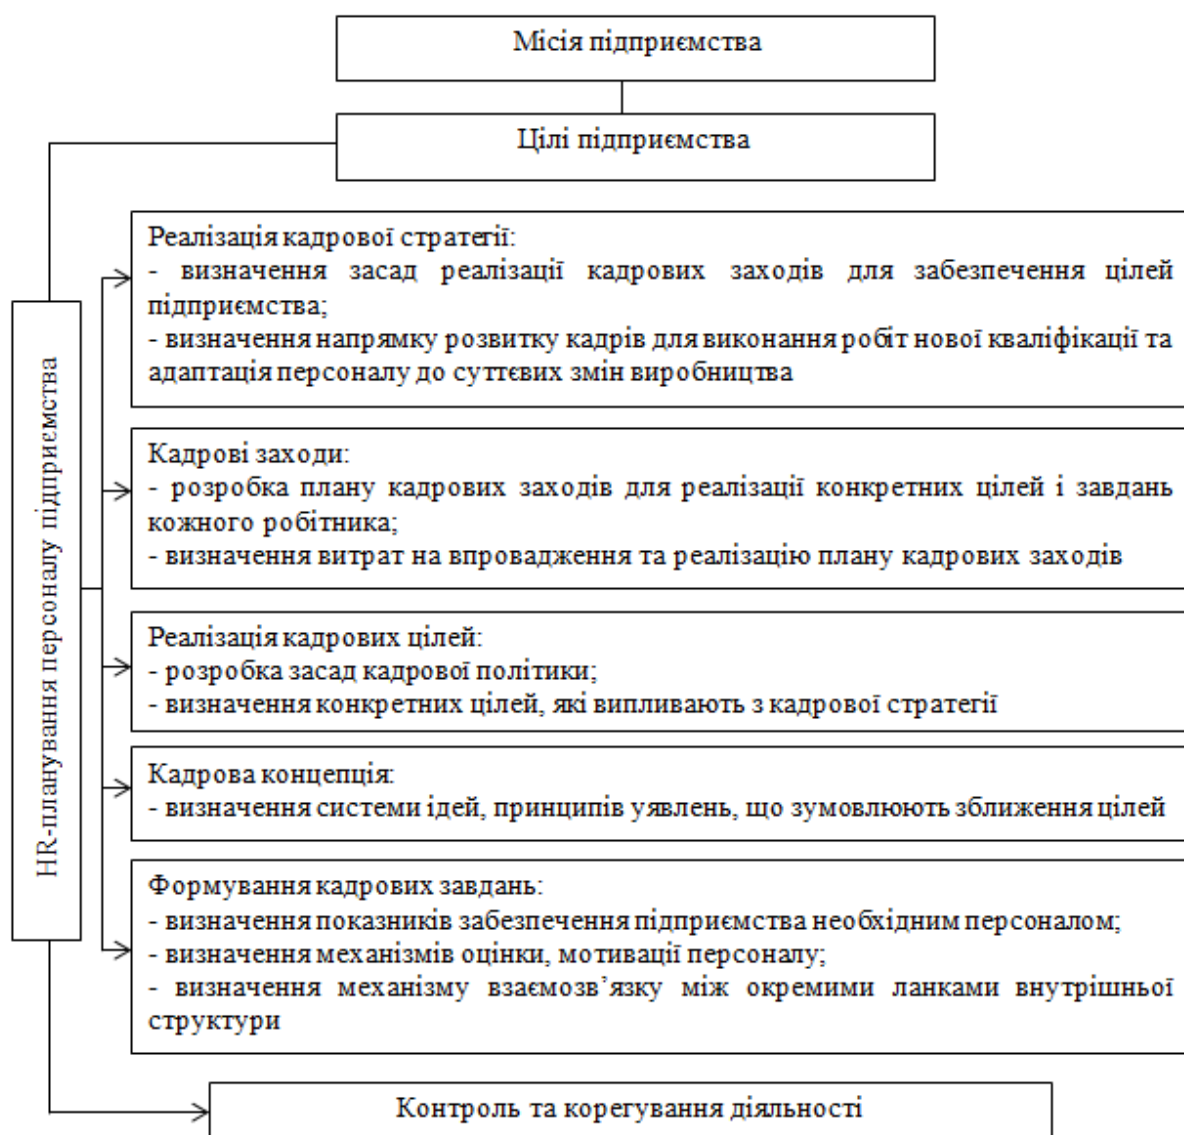 Місія підприємства
Цілі підприємства
HR-планування персоналу підприємства
Реалізація кадрової стратегії:
- визначення засад реалізації кадрових заходів для забезпечення цілей
підприємства;
- визначення напрямку розвитку кадрів для виконання робіт нової кваліфікації та
адаптація персоналу до суттєвих змін виробництва
Кадрові заходи:
- розробка плану кадрових заходів для реалізації конкретних цілей і завдань
кожного робітника;
- визначення витрат на впровадження та реалізацію плану кадрових заходів
Реалізація кадрових цілей:
- розробка засад кадрової політики;
- визначення конкретних цілей, які випливають з кадрової стратегії
Кадрова концепція:
- визначення системи ідей, принципів уявлень, що зумовлюють зближення цілей
Формування кадрових завдань:
- визначення показників забезпечення підприємства необхідним персоналом;
- визначення механізмів оцінки, мотивації персоналу;
- визначення механізму взаємозв’язку між окремими ланками внутрішньої
структури
Контроль та корегування діяльності